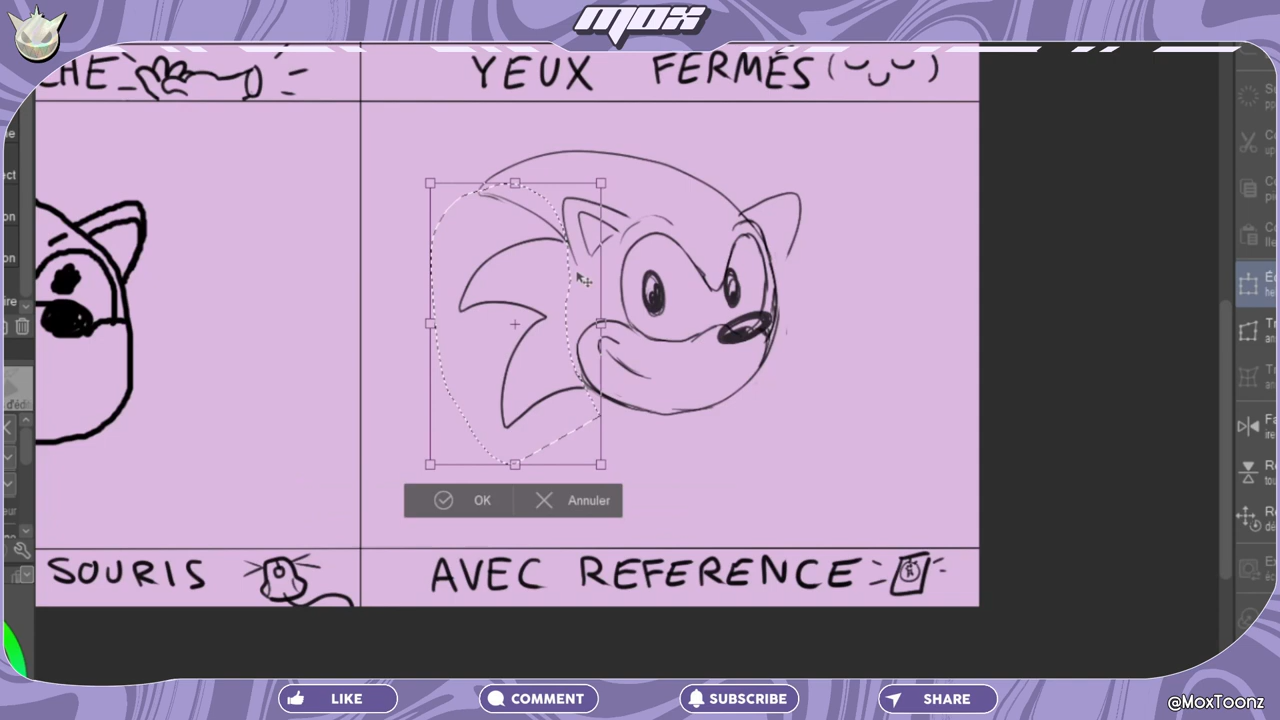 MOX
CHE
YEUX FERMÉS
OK
Annuler
SOURIS
AVEC REFERENCE
LIKE
COMMENT
SUBSCRIBE
SHARE
@MoxToonz